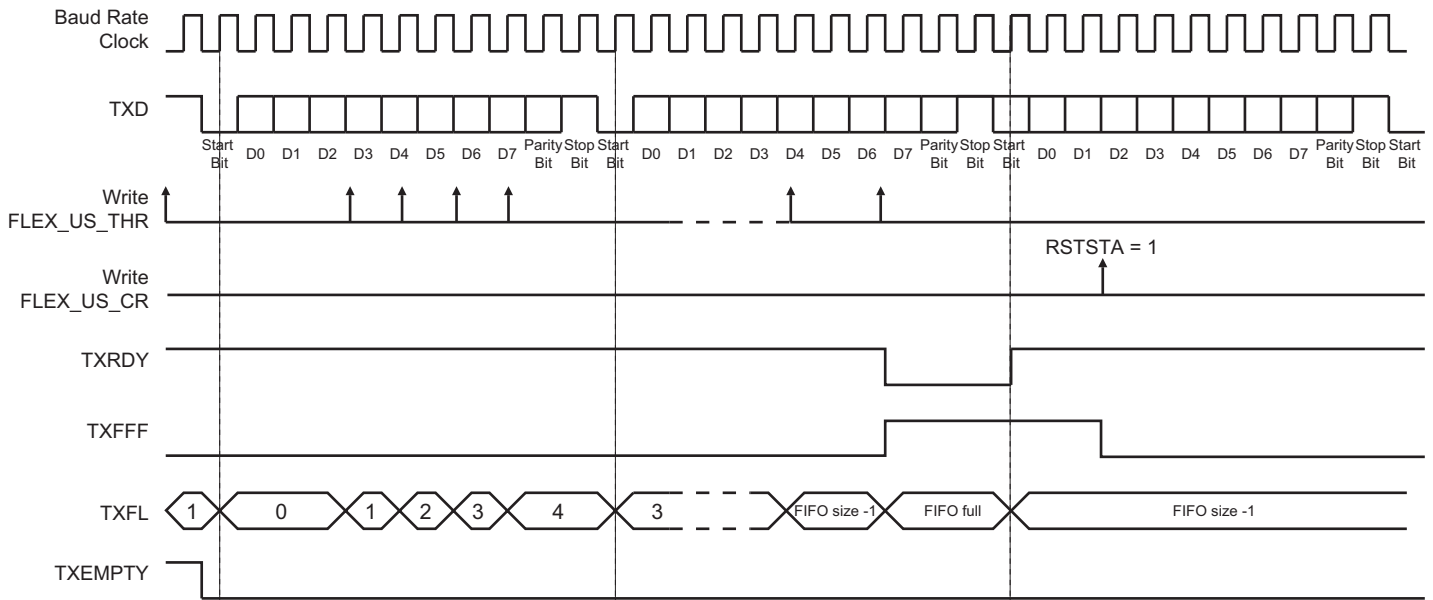 Baud Rate
Clock
TXD
Start
Bit
D0 D1 D2 D3 D4 D5 D6 D7
Parity
Bit
Stop
Bit
Start
Bit
D0 D1 D2 D3 D4 D5 D6 D7
Parity
Bit
Stop
Bit
Start
Bit
D0 D1 D2 D3 D4 D5 D6 D7
Parity
Bit
Stop
Bit
Start
Bit
Write
FLEX_US_THR
RSTSTA = 1
Write
FLEX_US_CR
TXRDY
TXFFF
TXFL
1 0 1 2 3 4 3 FIFO size -1 FIFO full FIFO size -1
TXEMPTY